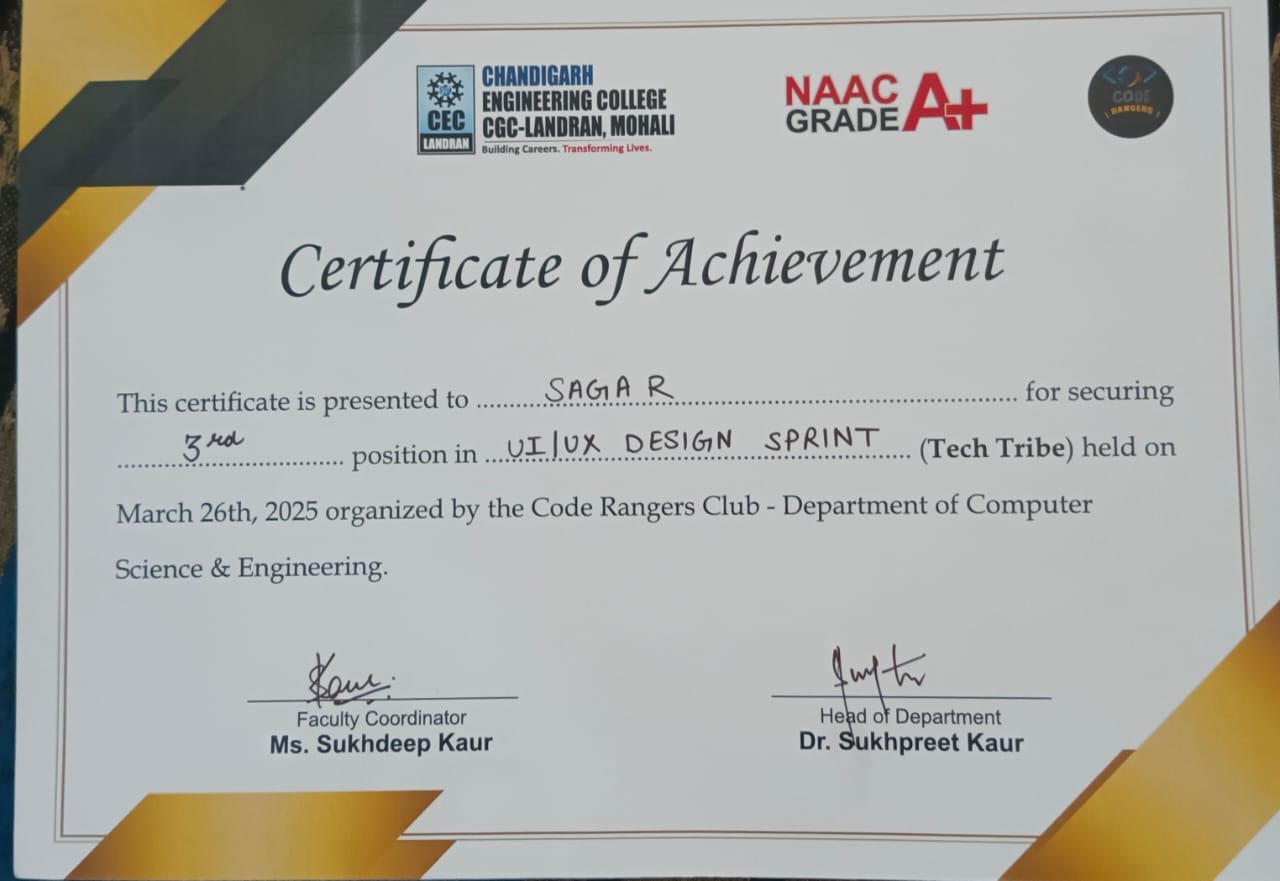 CHANDIGARH
ENGINEERING COLLEGE
CGC-LANDRAN, MOHALI
Building Careers. Transforming Lives.
CEC
LANDRAN
NAAC
GRADE A+
CODE
RANGERS
Certificate of Achievement
This certificate is presented to SAGAR for securing
3rd position in UI/UX DESIGN SPRINT (Tech Tribe) held on
March 26th, 2025 organized by the Code Rangers Club - Department of Computer
Science & Engineering.
Kaur
Faculty Coordinator
Ms. Sukhdeep Kaur
Head of Department
Dr. Sukhpreet Kaur